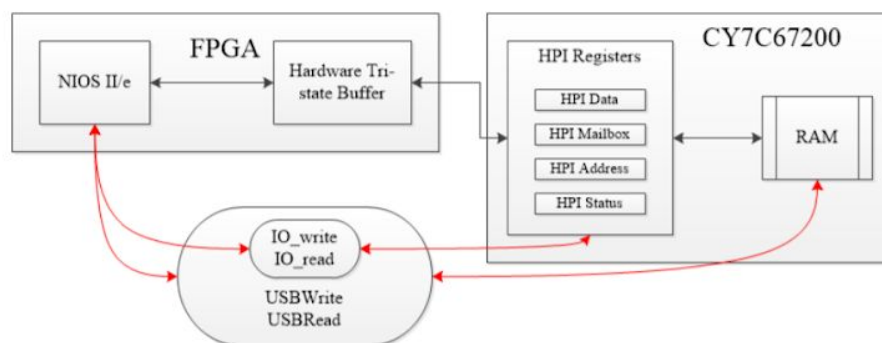 FPGA
NIOS II/e
Hardware Tri-
state Buffer
CY7C67200
HPI Registers
HPI Data
HPI Mailbox
HPI Address
HPI Status
RAM
IO_write
IO_read
USBWrite
USBRead